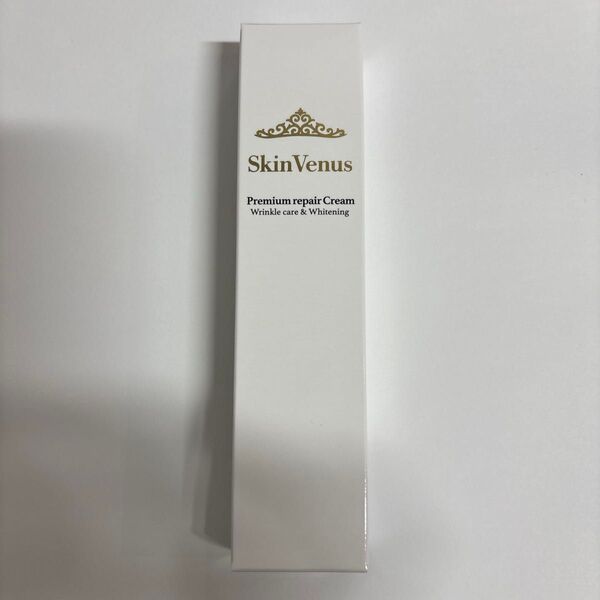 SkinVenus
Premium repair Cream
Wrinkle care & Whitening